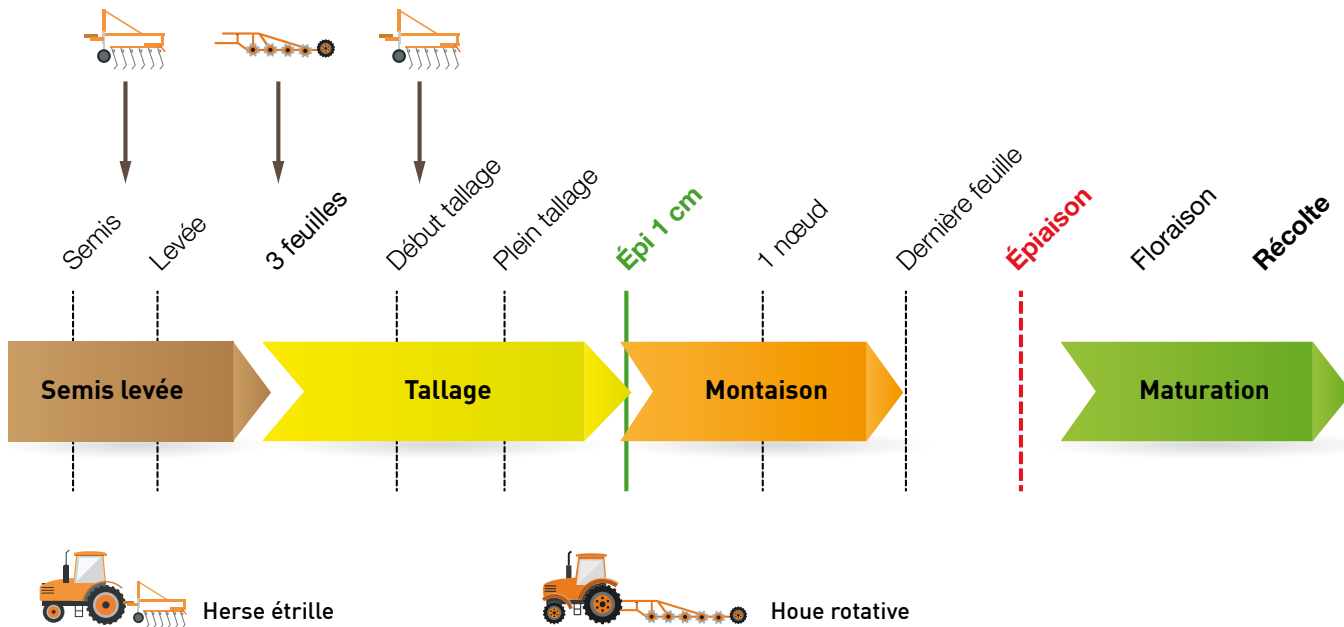 Semis
Levée
3 feuilles
Début tallage
Plein tallage
Épi 1 cm
1 nœud
Dernière feuille
Épiaison
Floraison
Récolte
Semis levée
Tallage
Montaison
Maturation
Herse étrille
Houe rotative